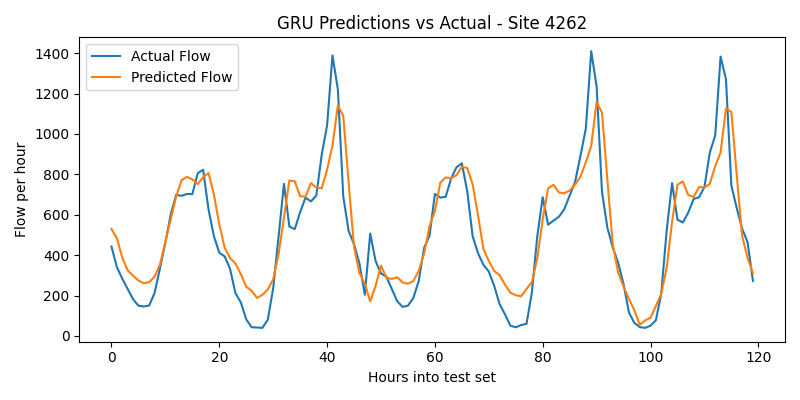 GRU Predictions vs Actual - Site 4262
Actual Flow
Predicted Flow
Flow per hour
1400
1200
1000
800
600
400
200
0
0 20 40 60 80 100 120
Hours into test set